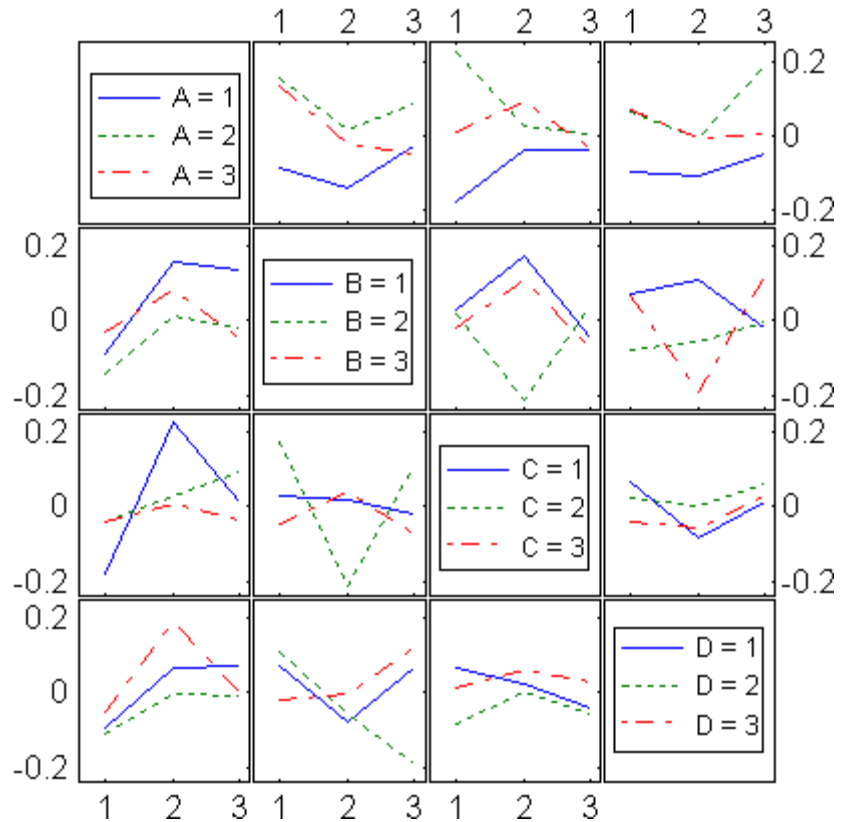 1 2 3 1 2 3
A = 1
A = 2
A = 3
0.2
0
-0.2
0.2
0
-0.2
B = 1
B = 2
B = 3
0.2
0
-0.2
0.2
0
-0.2
C = 1
C = 2
C = 3
0.2
0
-0.2
0.2
0
-0.2
D = 1
D = 2
D = 3
1 2 3 1 2 3 1 2 3